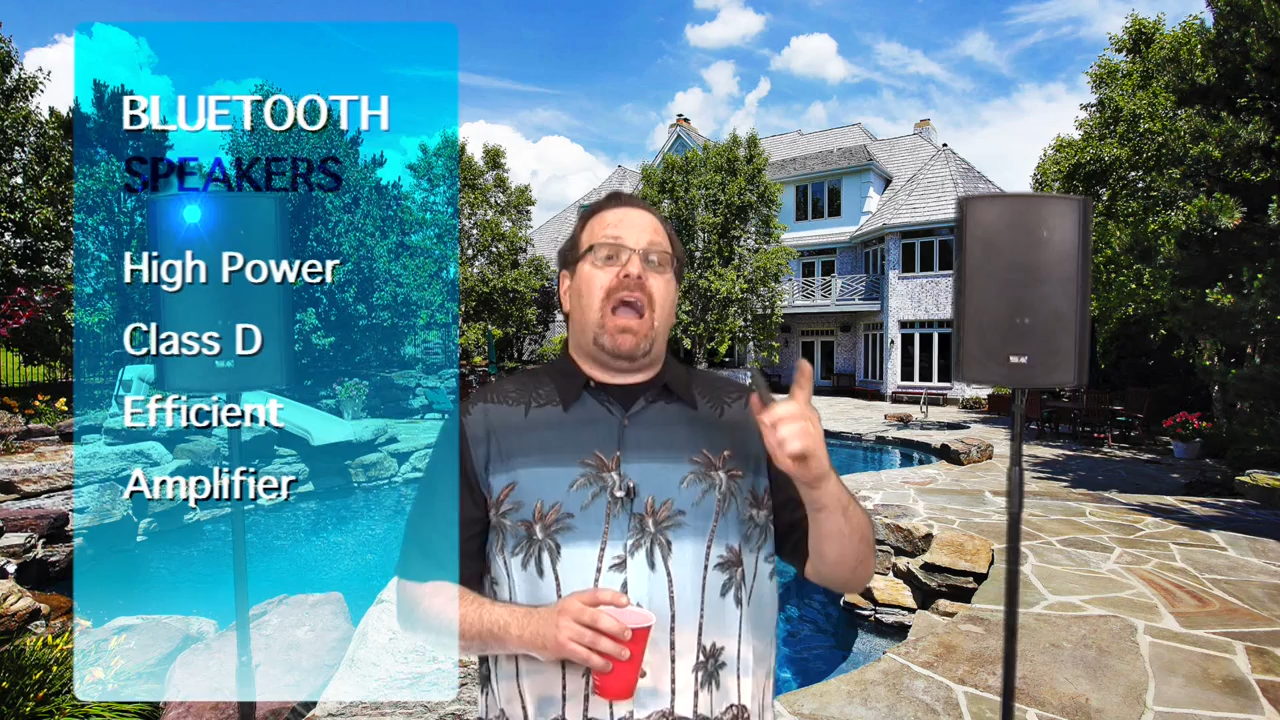 BLUETOOTH
SPEAKERS
High Power
Class D
Efficient
Amplifier